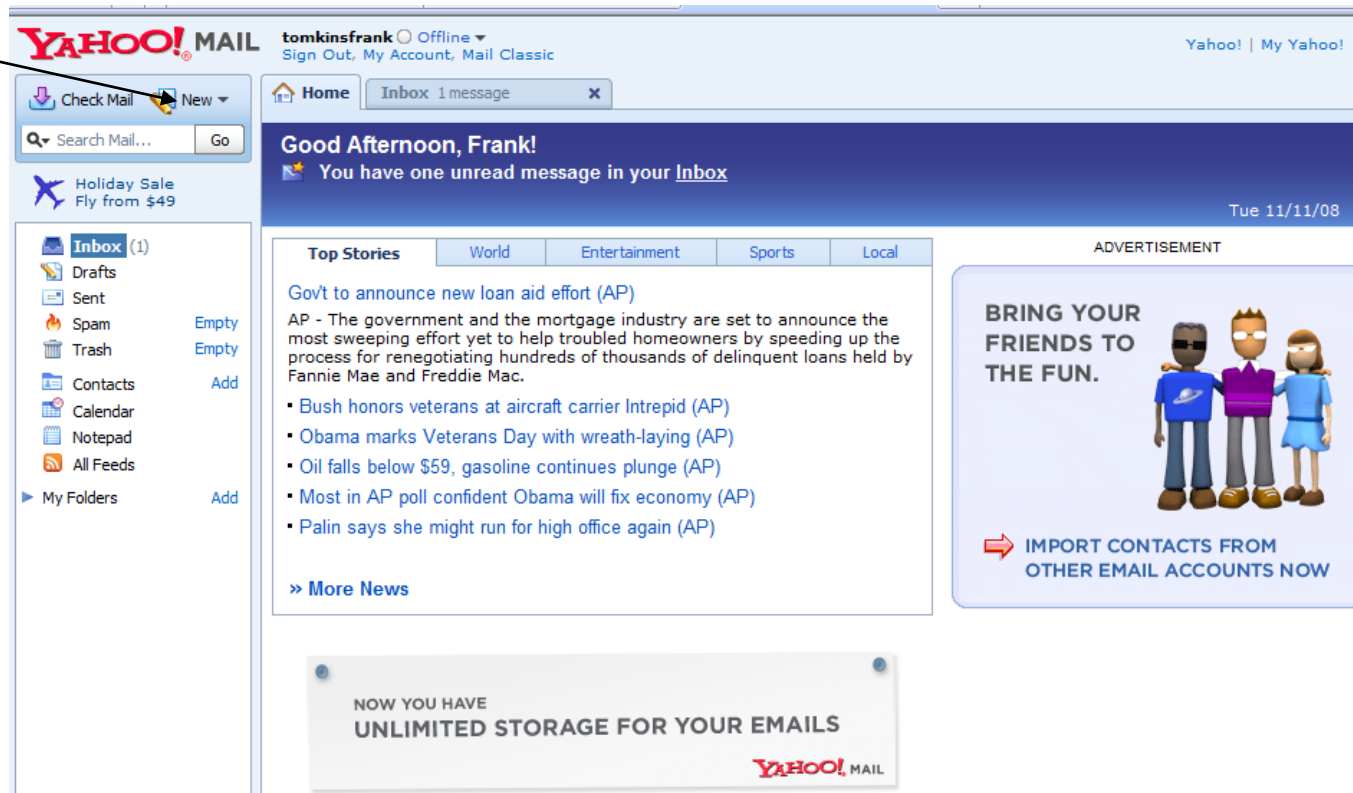 YAHOO!® MAIL
tomkinsfrank Offline
Sign Out, My Account, Mail Classic
Yahoo! | My Yahoo!
Check Mail New
Home Inbox 1 message x
Search Mail... Go
Good Afternoon, Frank!
You have one unread message in your Inbox
Tue 11/11/08
Holiday Sale
Fly from $49
Inbox (1)
Drafts
Sent
Spam Empty
Trash Empty
Contacts Add
Calendar
Notepad
All Feeds
My Folders Add
Top Stories World Entertainment Sports Local
Gov't to announce new loan aid effort (AP)
AP - The government and the mortgage industry are set to announce the
most sweeping effort yet to help troubled homeowners by speeding up the
process for renegotiating hundreds of thousands of delinquent loans held by
Fannie Mae and Freddie Mac.
▪ Bush honors veterans at aircraft carrier Intrepid (AP)
▪ Obama marks Veterans Day with wreath-laying (AP)
▪ Oil falls below $59, gasoline continues plunge (AP)
▪ Most in AP poll confident Obama will fix economy (AP)
▪ Palin says she might run for high office again (AP)
» More News
ADVERTISEMENT
BRING YOUR
FRIENDS TO
THE FUN.
IMPORT CONTACTS FROM
OTHER EMAIL ACCOUNTS NOW
NOW YOU HAVE
UNLIMITED STORAGE FOR YOUR EMAILS
YAHOO! MAIL